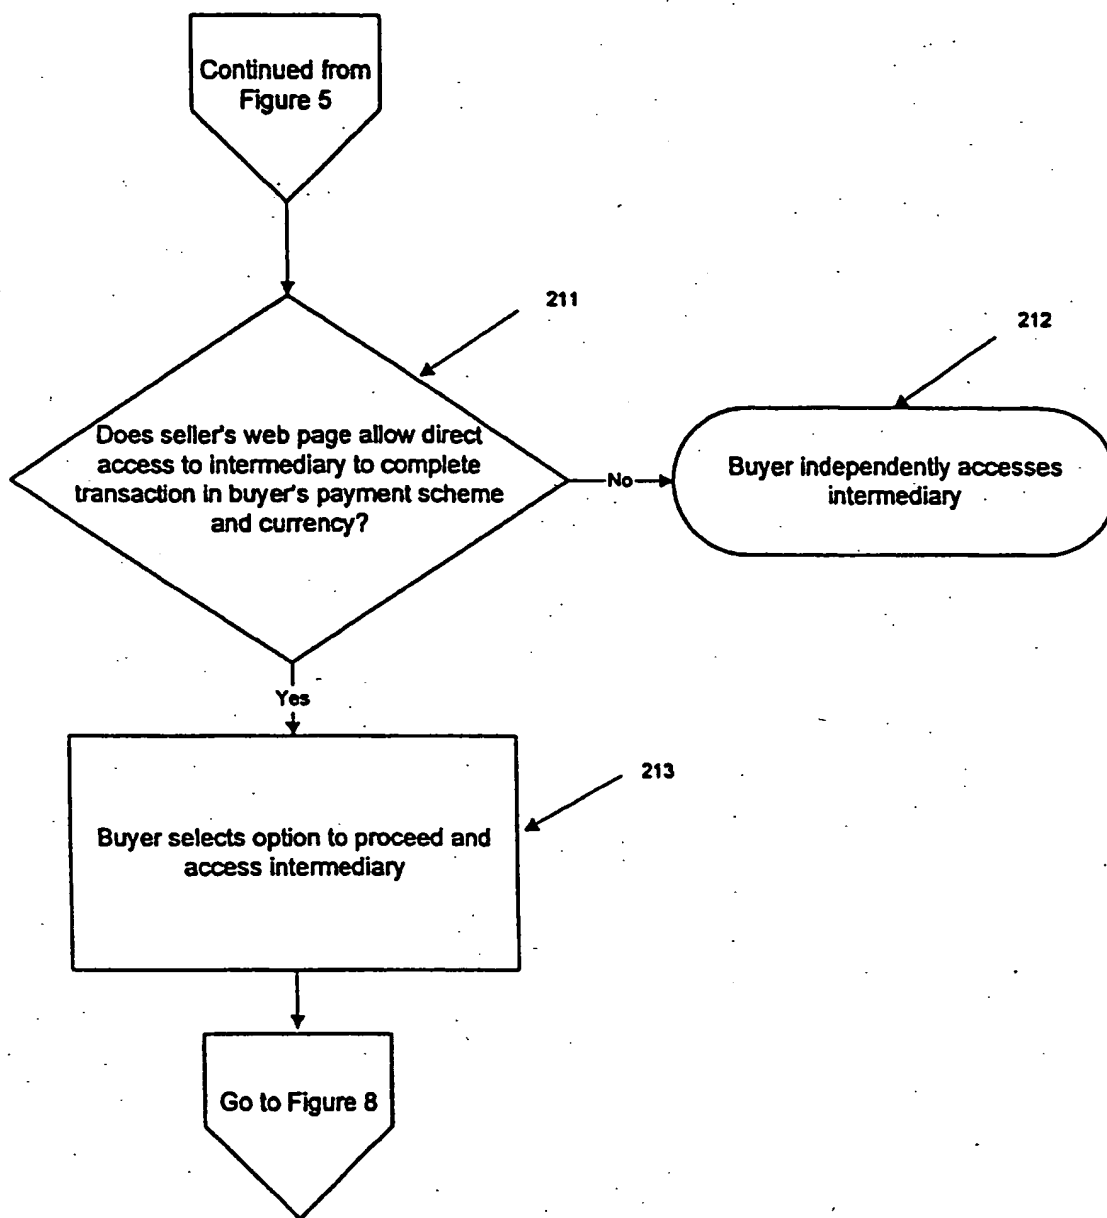 Continued from
Figure 5
211
212
Does seller's web page allow direct
access to intermediary to complete
transaction in buyer's payment scheme
and currency?
No
Buyer independently accesses
intermediary
Yes
213
Buyer selects option to proceed and
access intermediary
Go to Figure 8